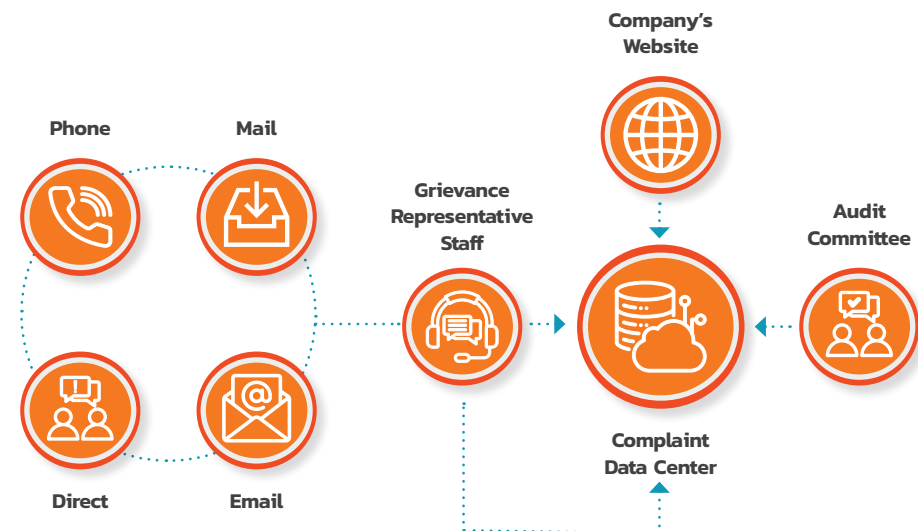 Company's
Website
Phone
Mail
Grievance
Representative
Staff
Audit
Committee
@
Complaint
Data Center
Direct
Email